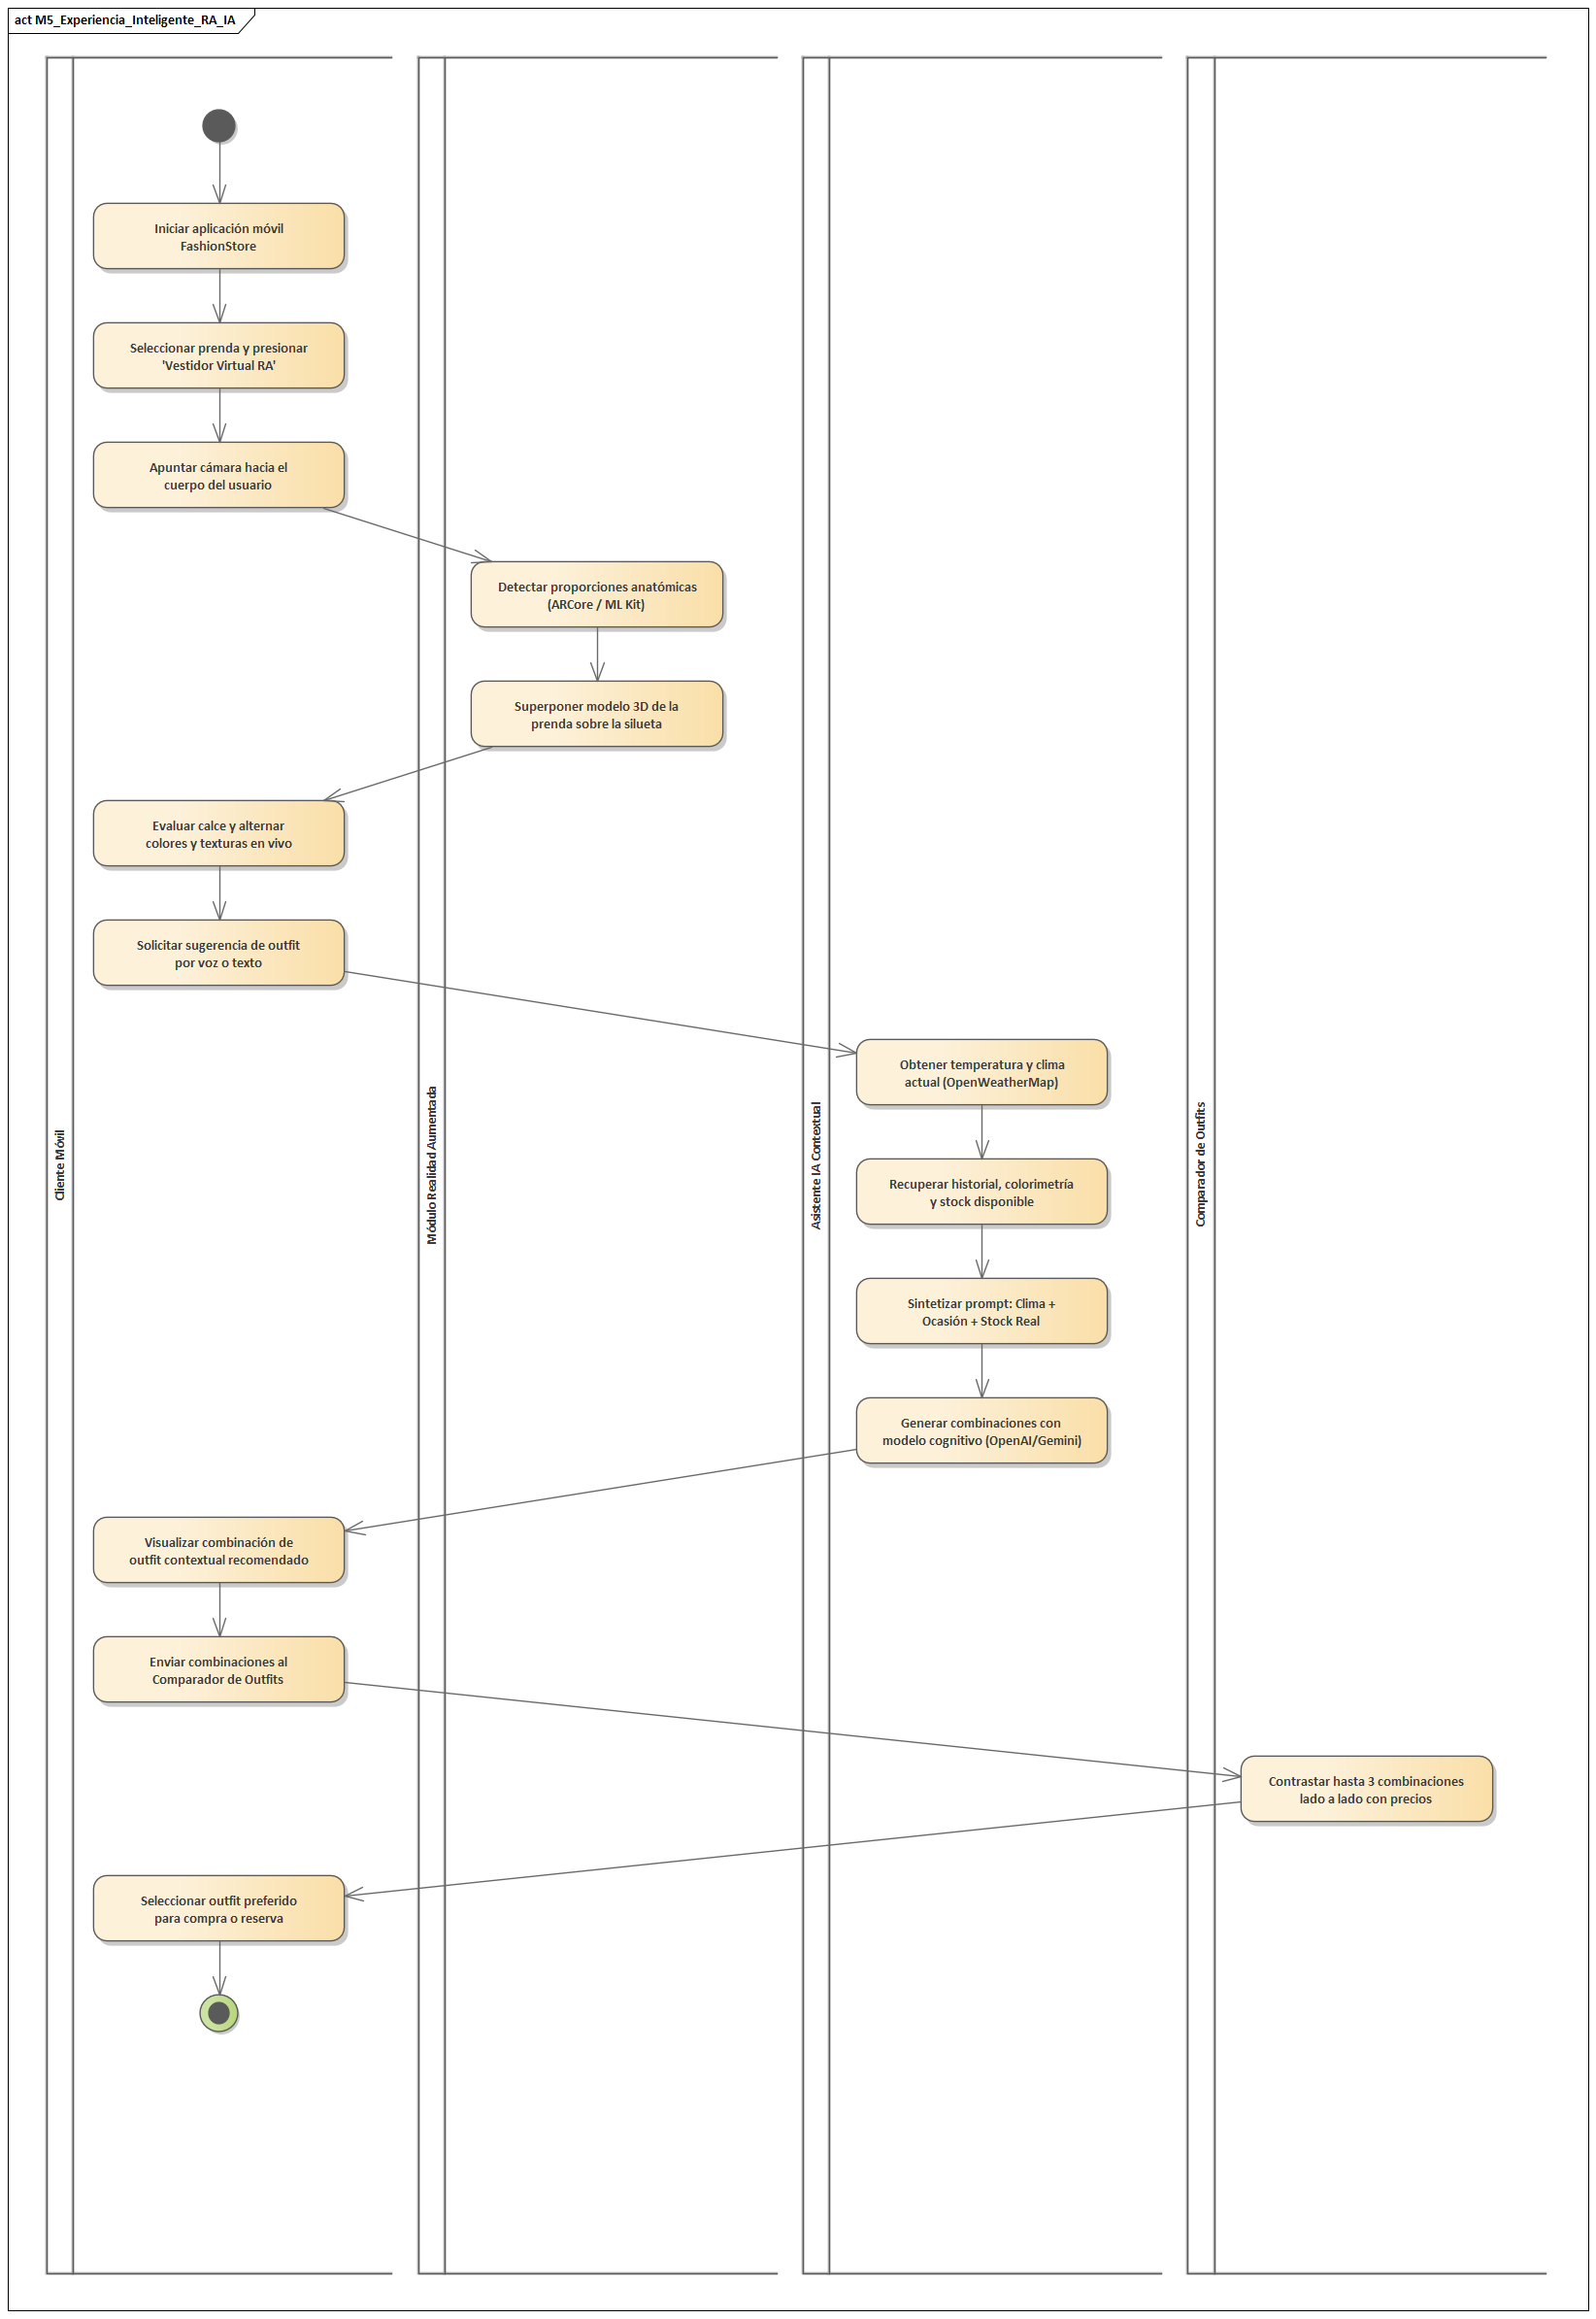 act M5_Experiencia_Inteligente_RA_IA
Iniciar aplicación móvil
FashionStore
Seleccionar prenda y presionar
'Vestidor Virtual RA'
Apuntar cámara hacia el
cuerpo del usuario
Detectar proporciones anatómicas
(ARCore / ML Kit)
Superponer modelo 3D de la
prenda sobre la silueta
Evaluar calce y alternar
colores y texturas en vivo
Solicitar sugerencia de outfit
por voz o texto
Obtener temperatura y clima
actual (OpenWeatherMap)
Cliente Móvil
Módulo Realidad Aumentada
Asistente IA Contextual
Comparador de Outfits
Recuperar historial, colorimetría
y stock disponible
Sintetizar prompt: Clima +
Ocasión + Stock Real
Generar combinaciones con
modelo cognitivo (OpenAI/Gemini)
Visualizar combinación de
outfit contextual recomendado
Enviar combinaciones al
Comparador de Outfits
Contrastar hasta 3 combinaciones
lado a lado con precios
Seleccionar outfit preferido
para compra o reserva